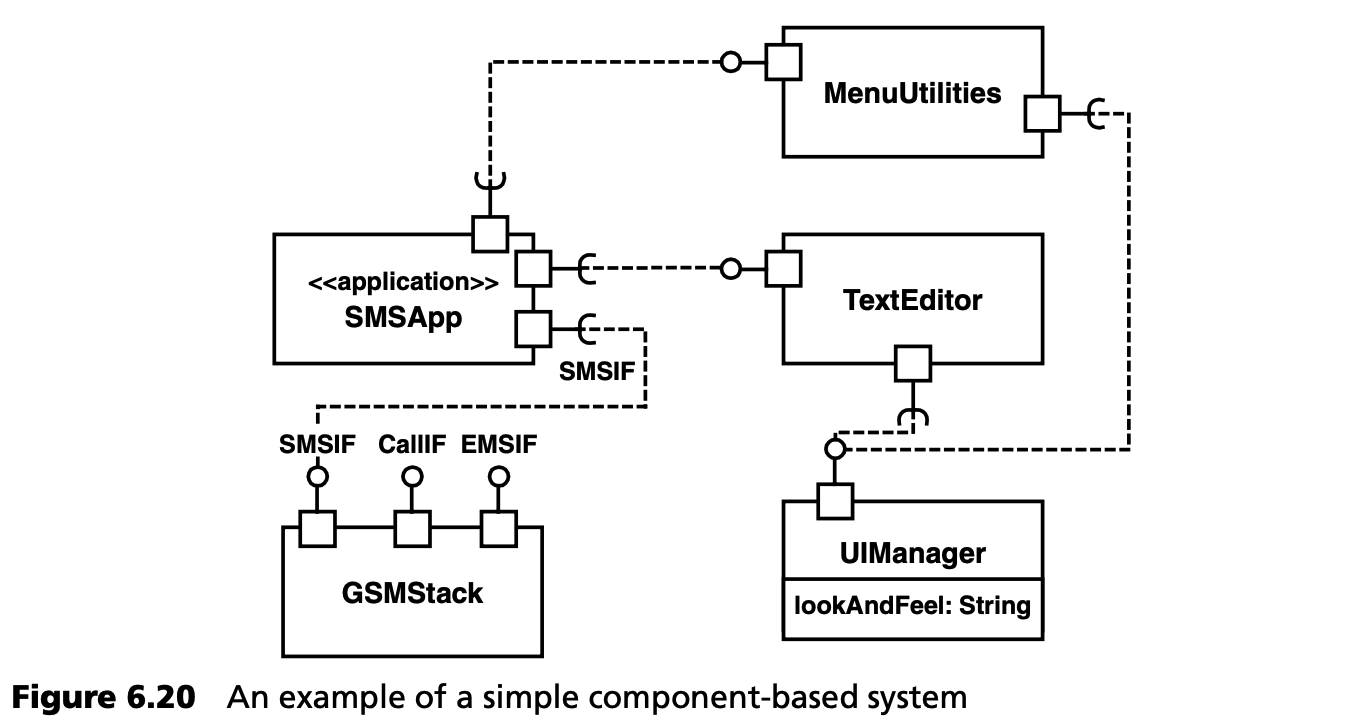 MenuUtilities
<<application>>
SMSApp
TextEditor
SMSIF
SMSIF CallIF EMSIF
UIManager
GSMStack
lookAndFeel: String
Figure 6.20 An example of a simple component-based system